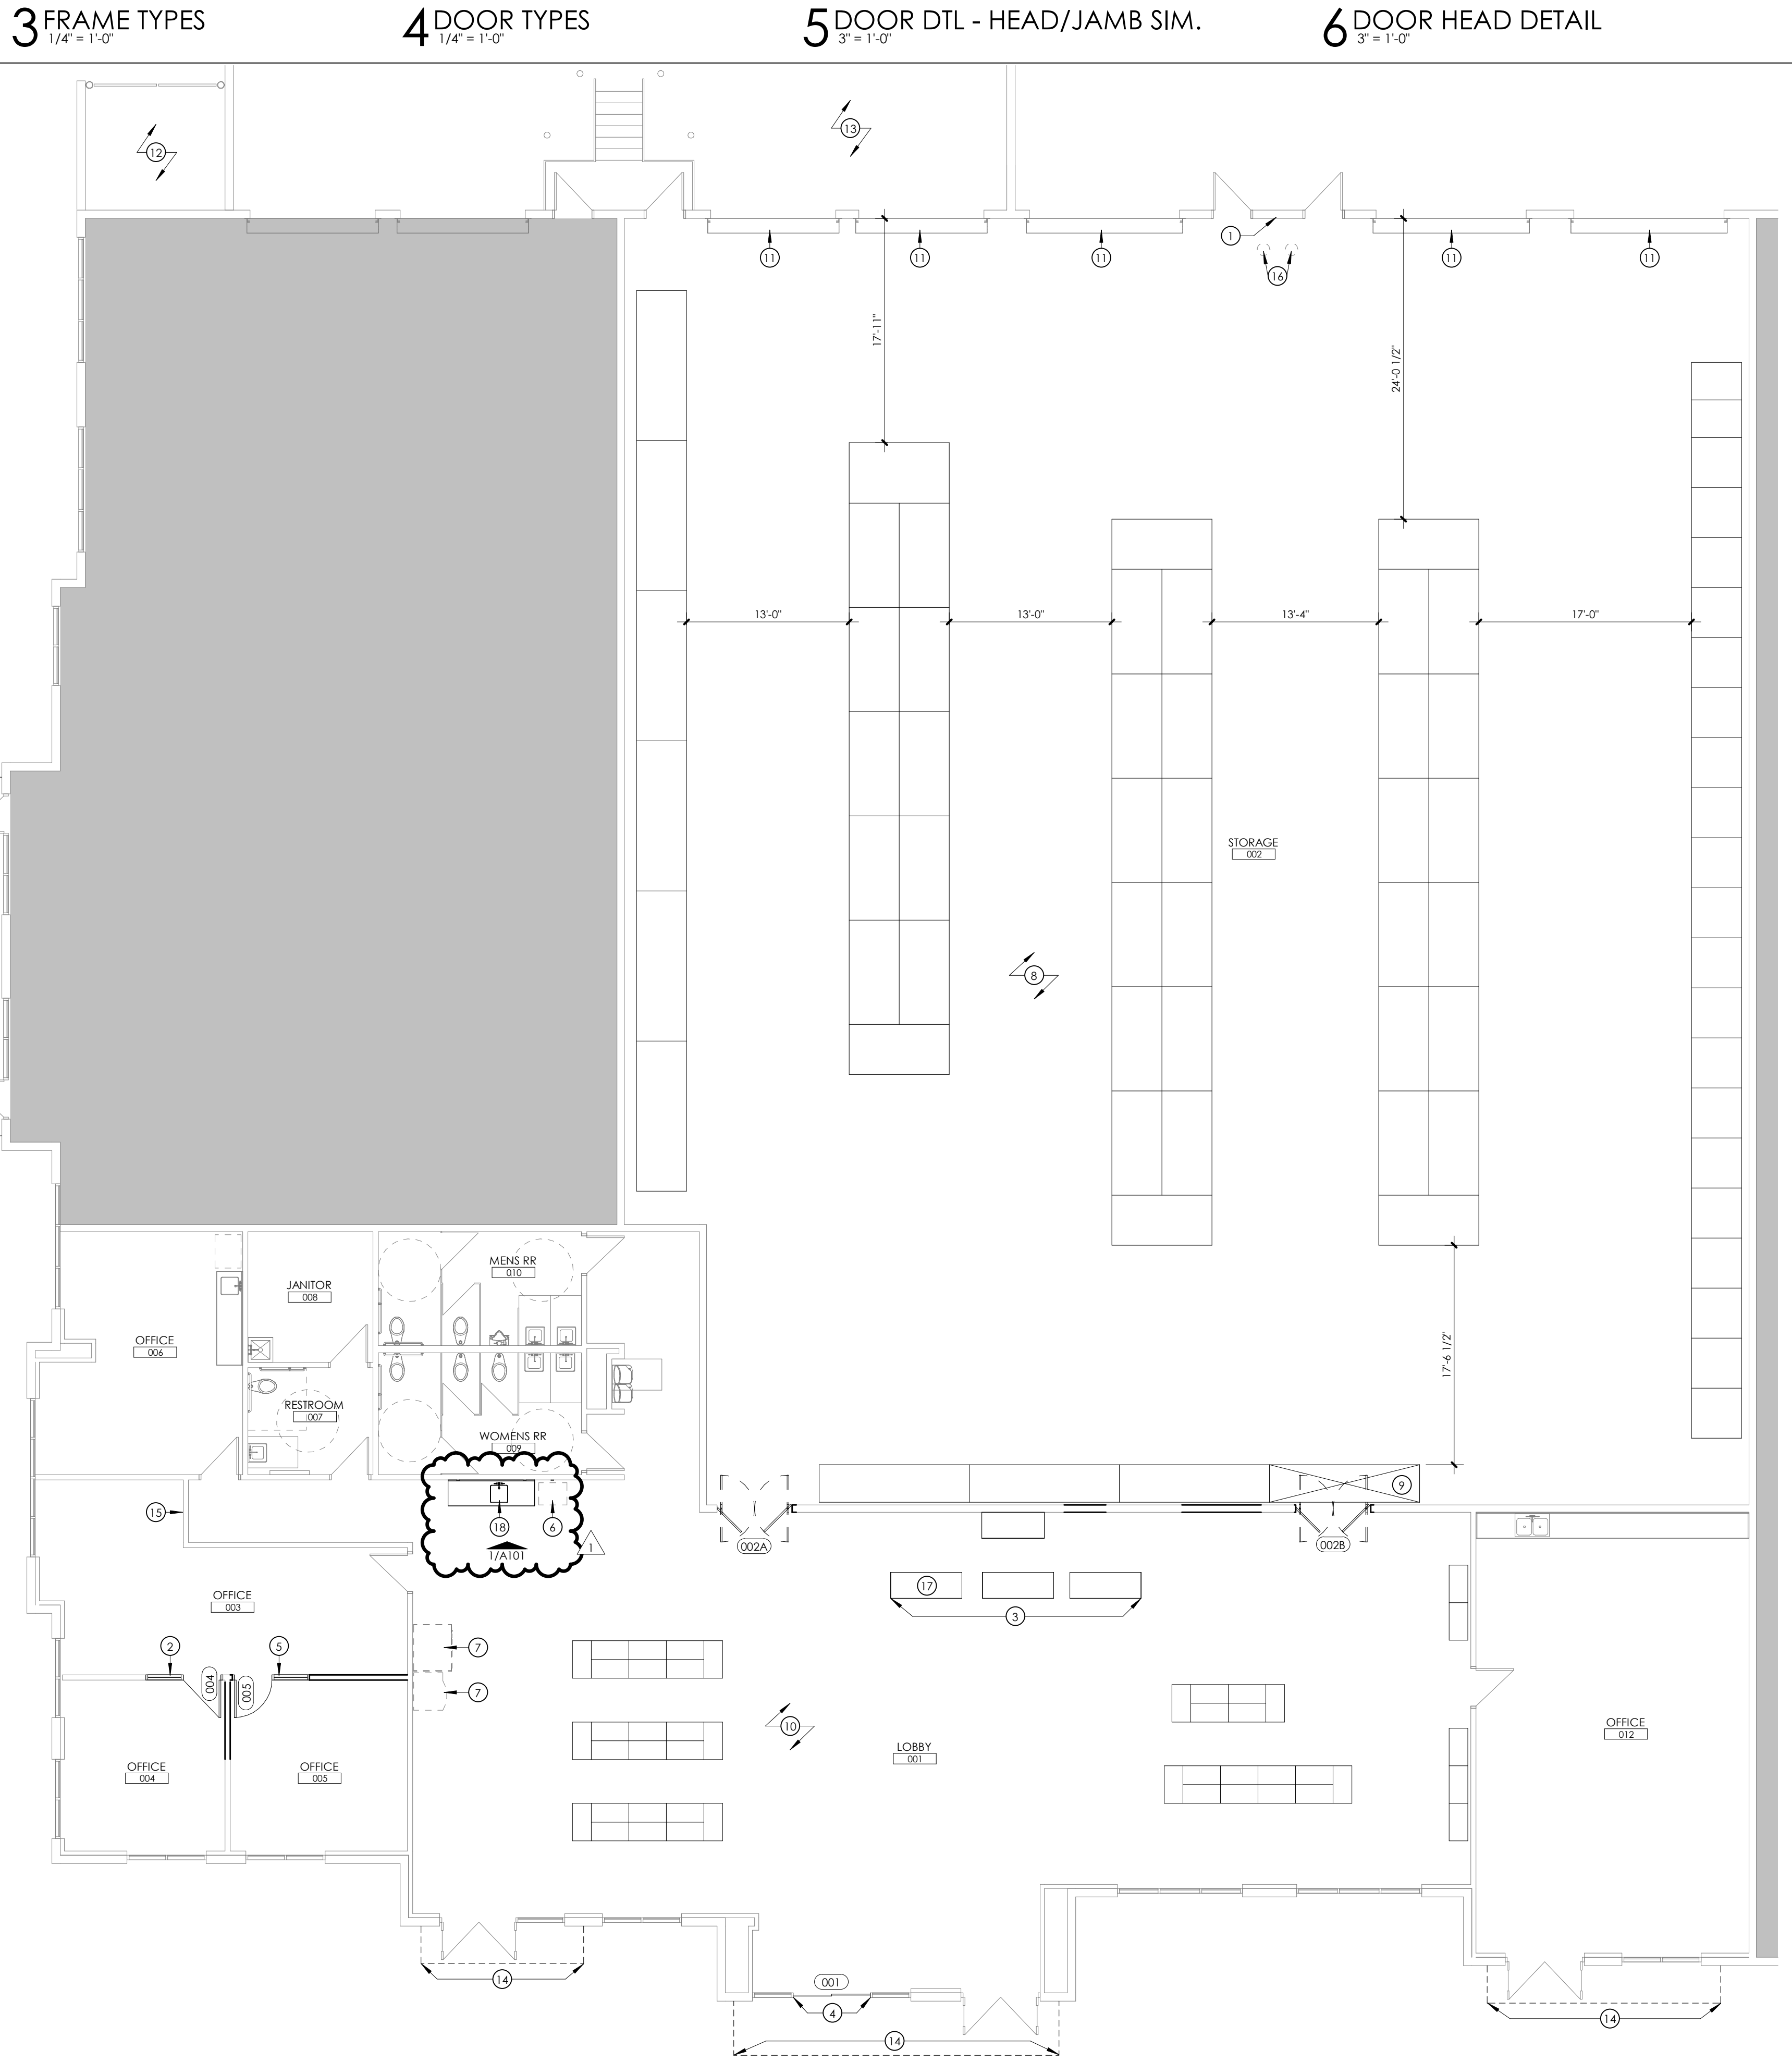 3 FRAME TYPES
1/4" = 1'-0"
4 DOOR TYPES
1/4" = 1'-0"
5 DOOR DTL - HEAD/JAMB SIM.
3" = 1'-0"
6 DOOR HEAD DETAIL
3" = 1'-0"
12
13
11
11
11
1
16
11
11
17'-11"
24'-0 1/2"
13'-0"
13'-0"
13'-4"
17'-0"
STORAGE
002
8
MENS RR
010
JANITOR
008
OFFICE
006
RESTROOM
007
WOMENS RR
009
17'-6 1/2"
9
15
18
6
1/A101
1
002A
002B
17
3
OFFICE
003
2
5
004
005
7
7
10
LOBBY
001
OFFICE
012
OFFICE
004
OFFICE
005
14
001
4
14
14